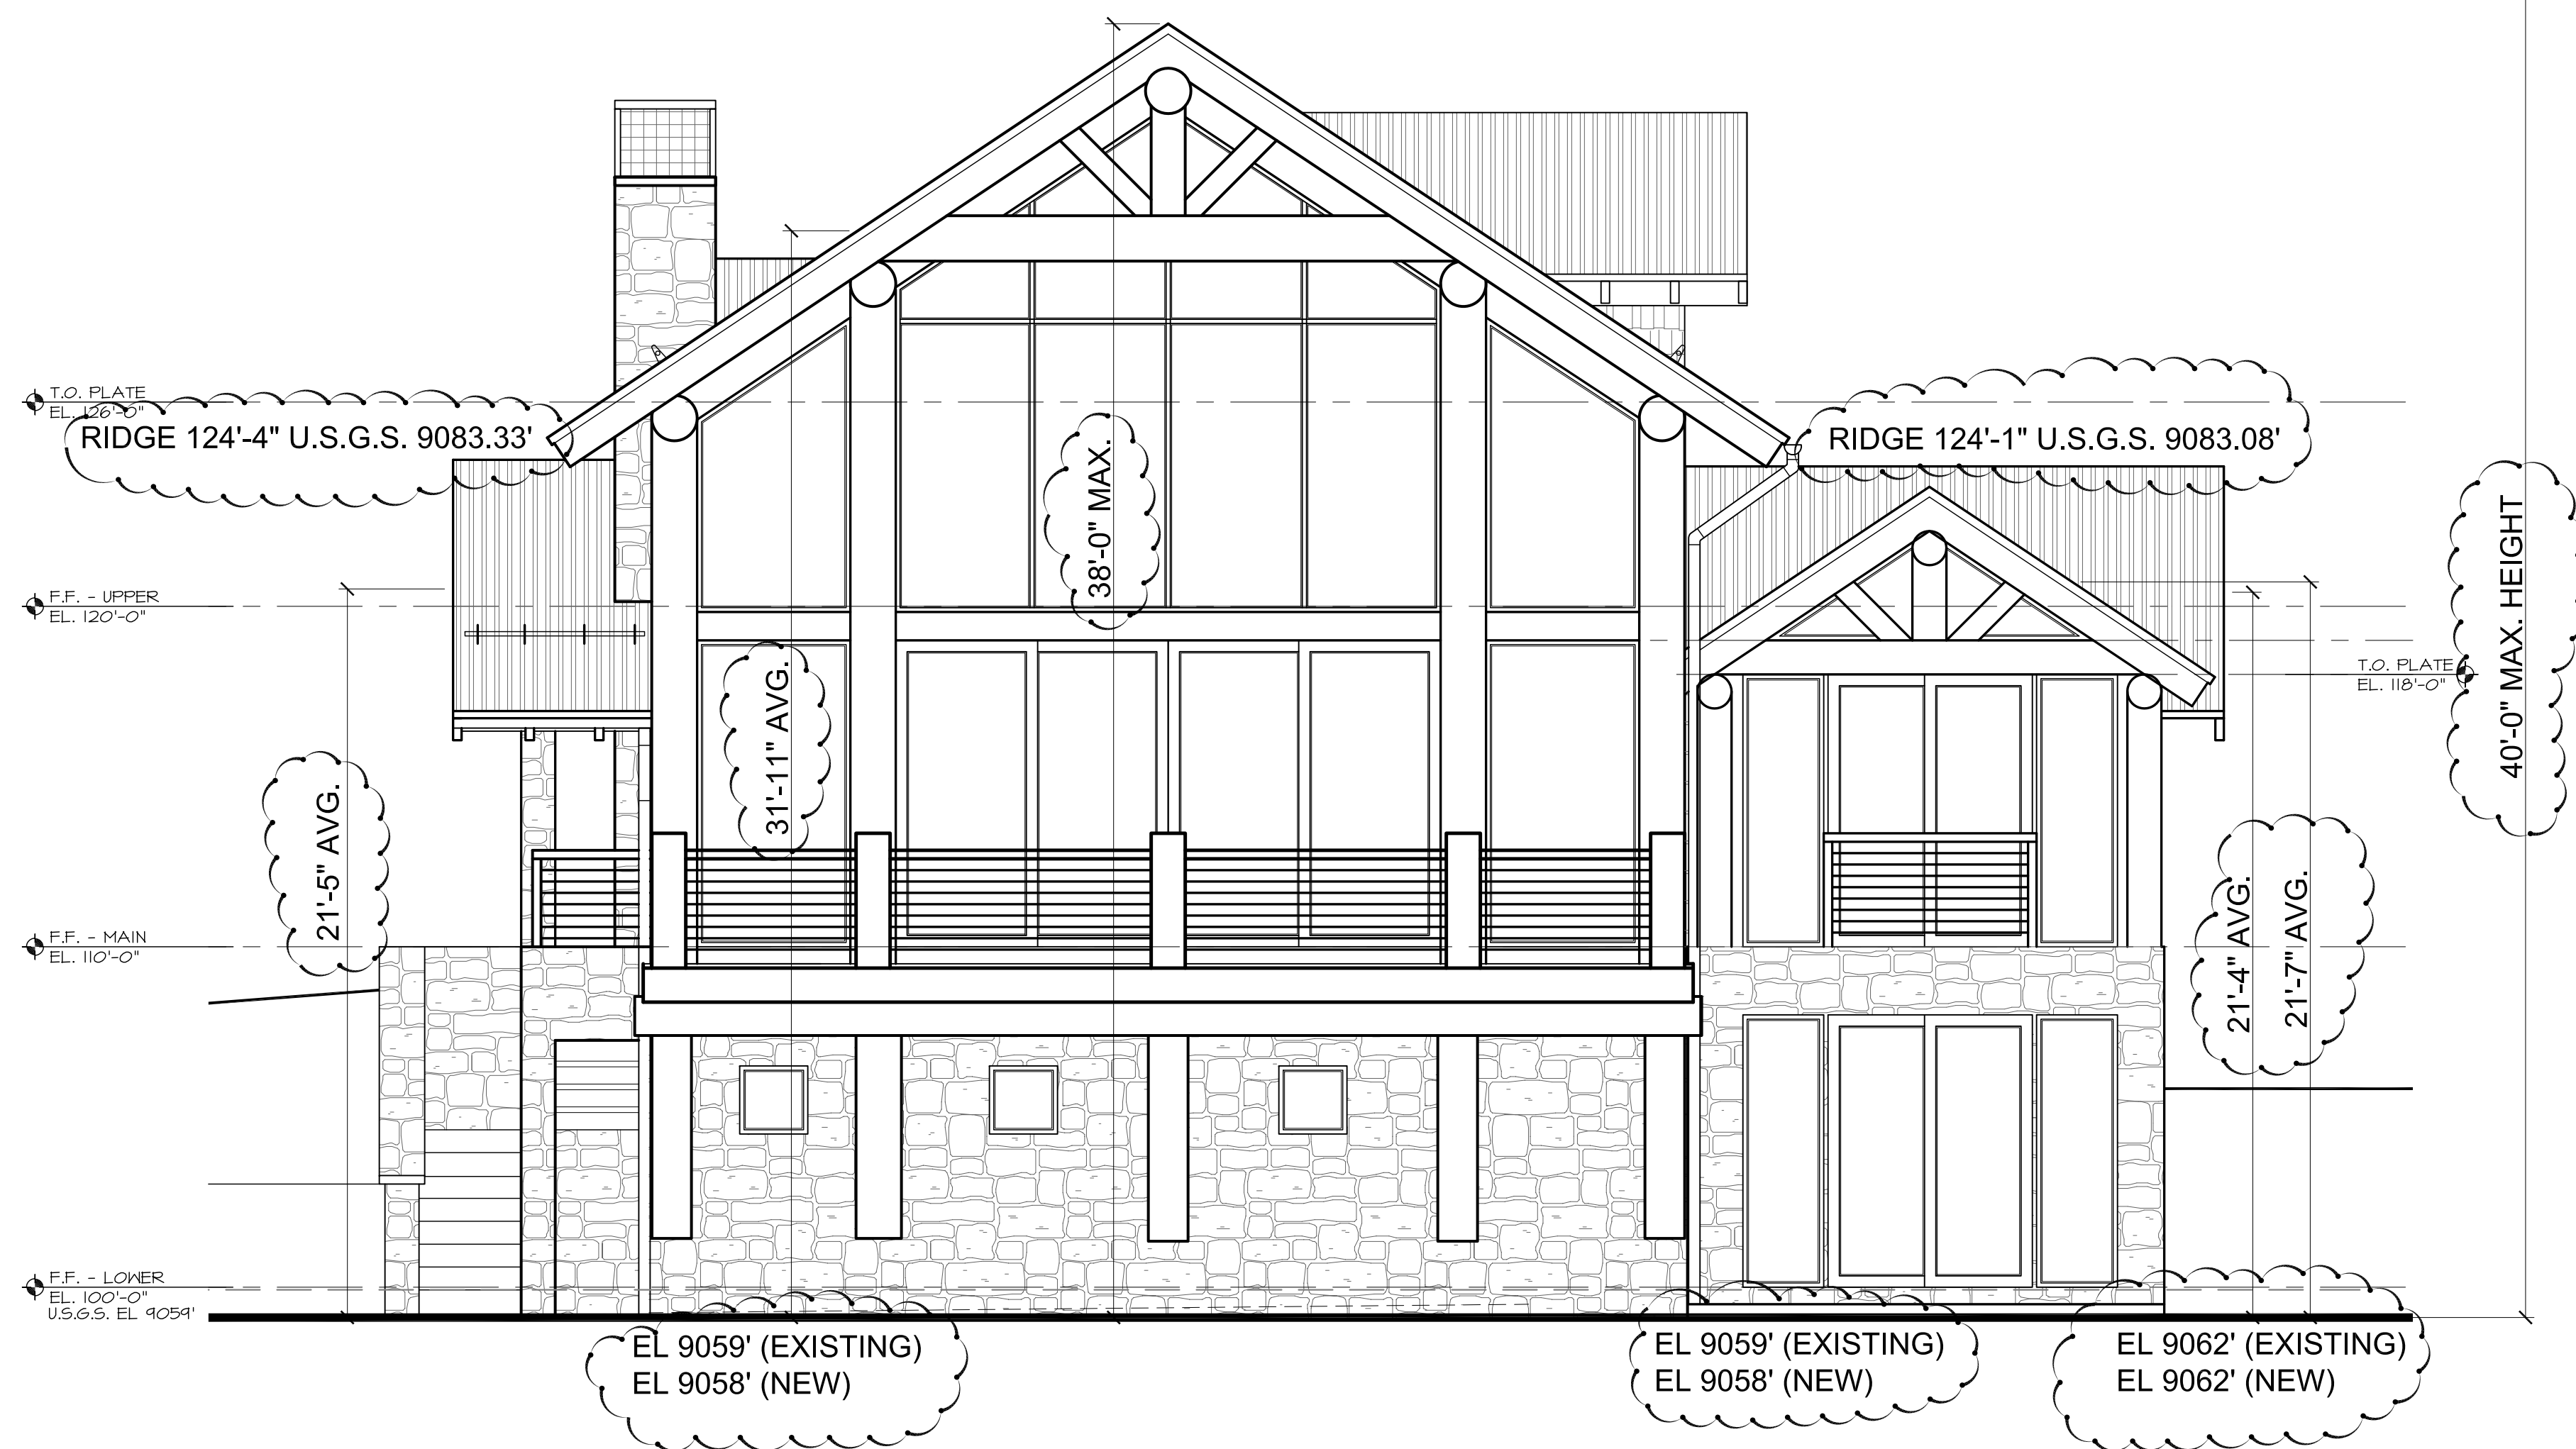 T.O. PLATE
EL. 126'-0"
RIDGE 124'-4" U.S.G.S. 9083.33'
RIDGE 124'-1" U.S.G.S. 9083.08'
38'-0" MAX.
40'-0" MAX. HEIGHT
F.F. - UPPER
EL. 120'-0"
T.O. PLATE
EL. 118'-0"
31'-11" AVG.
21'-5" AVG.
21'-4" AVG.
21'-7" AVG.
F.F. - MAIN
EL. 110'-0"
F.F. - LOWER
EL. 100'-0"
U.S.G.S. EL 9059'
EL 9059' (EXISTING)
EL 9058' (NEW)
EL 9059' (EXISTING)
EL 9058' (NEW)
EL 9062' (EXISTING)
EL 9062' (NEW)